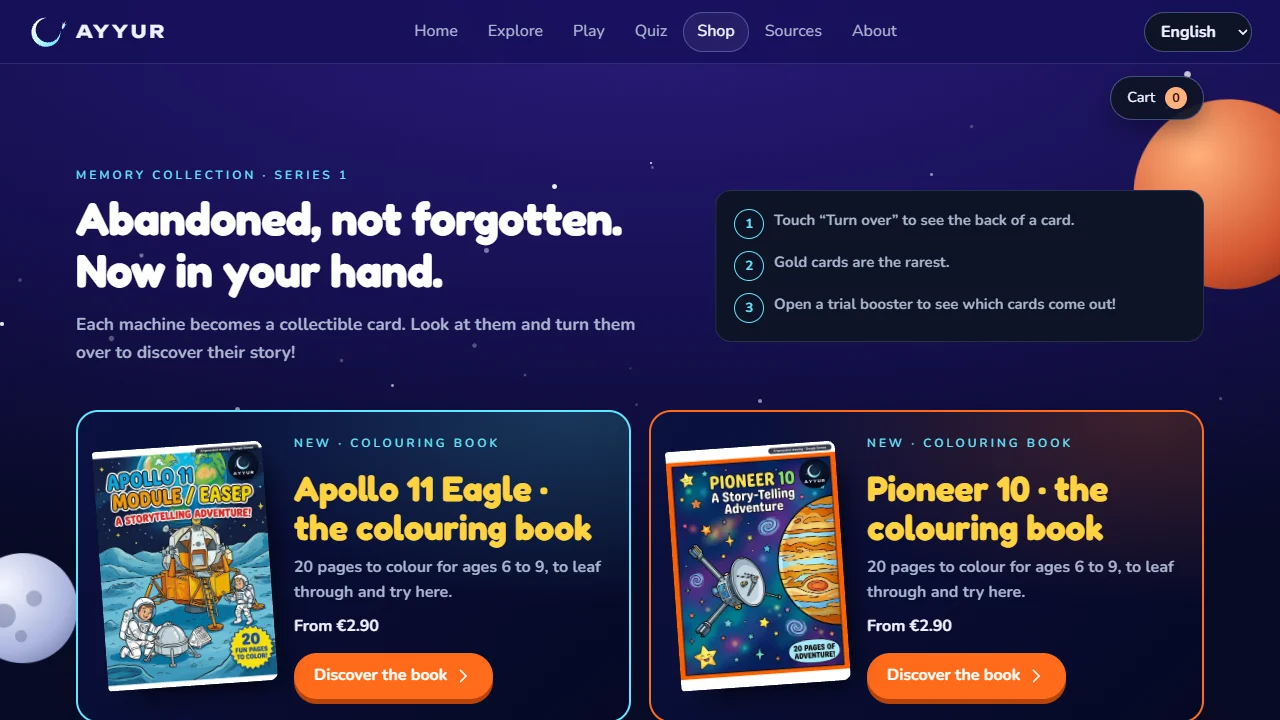 AYYUR
Home
Explore
Play
Quiz
Shop
Sources
About
English
Cart 0
MEMORY COLLECTION · SERIES 1
Abandoned, not forgotten.
Now in your hand.
Each machine becomes a collectible card. Look at them and turn them
over to discover their story!
1 Touch “Turn over” to see the back of a card.
2 Gold cards are the rarest.
3 Open a trial booster to see which cards come out!
APOLLO 11
MODULE / EASEP
A STORYTELLING ADVENTURE!
AYYUR
20
FUN PAGES
TO COLOR!
NEW · COLOURING BOOK
Apollo 11 Eagle ·
the colouring book
20 pages to colour for ages 6 to 9, to leaf
through and try here.
From €2.90
Discover the book
PIONEER 10
A Story-Telling
Adventure
AYYUR
20 PAGES OF
ADVENTURE!
NEW · COLOURING BOOK
Pioneer 10 · the
colouring book
20 pages to colour for ages 6 to 9, to leaf
through and try here.
From €2.90
Discover the book